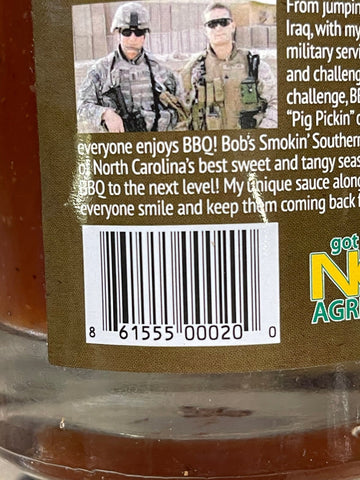 From jumpin
Iraq, with my
military servi
and challeng
challenge, B
"Pig Pickin"
everyone enjoys BBQ! Bob's Smokin' Southern
of North Carolina's best sweet and tangy seas
BBQ to the next level! My unique sauce along
everyone smile and keep them coming back
got
N
AGR
8 61555 00020 0